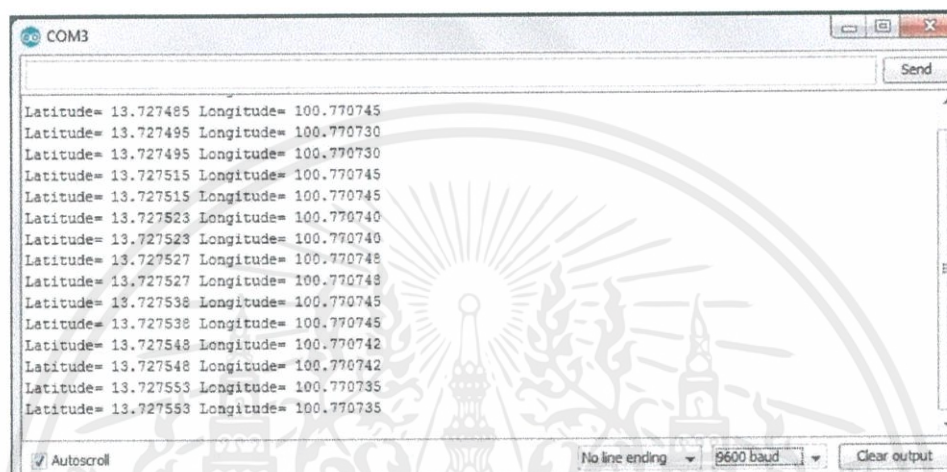 COM3
Send
Latitude= 13.727485 Longitude= 100.770745
Latitude= 13.727495 Longitude= 100.770730
Latitude= 13.727495 Longitude= 100.770730
Latitude= 13.727515 Longitude= 100.770745
Latitude= 13.727515 Longitude= 100.770745
Latitude= 13.727523 Longitude= 100.770740
Latitude= 13.727523 Longitude= 100.770740
Latitude= 13.727527 Longitude= 100.770748
Latitude= 13.727527 Longitude= 100.770748
Latitude= 13.727538 Longitude= 100.770745
Latitude= 13.727538 Longitude= 100.770745
Latitude= 13.727548 Longitude= 100.770742
Latitude= 13.727548 Longitude= 100.770742
Latitude= 13.727553 Longitude= 100.770735
Latitude= 13.727553 Longitude= 100.770735
Autoscroll No line ending 9600 baud Clear output